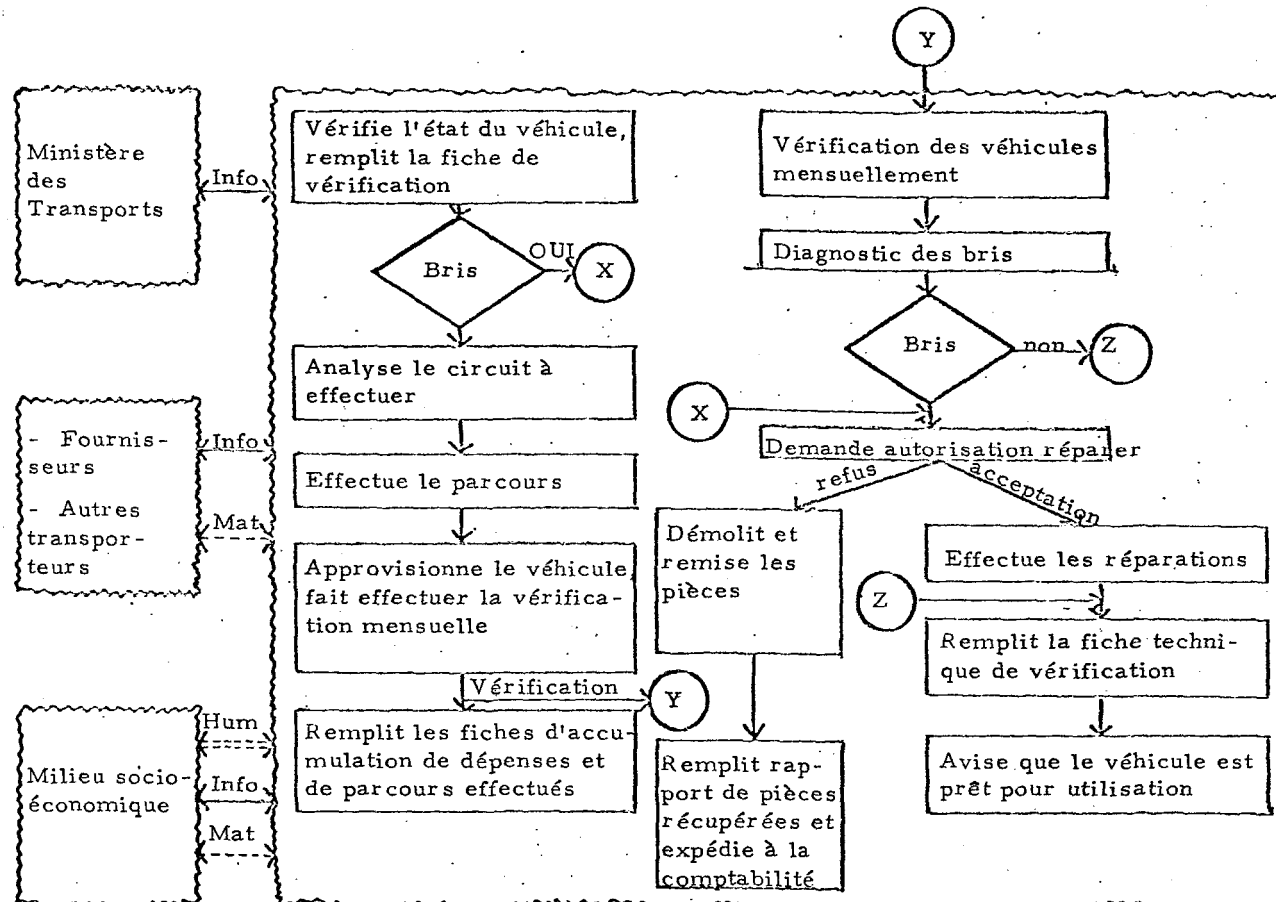 Ministère
des
Transports
Info
- Fournis-
seurs
- Autres
transpor-
teurs
Info
Mat
Milieu socio-
économique
Hum
Info
Mat
Vérifie l'état du véhicule,
remplit la fiche de
vérification
Bris
OUI
X
Analyse le circuit à
effectuer
Effectue le parcours
Approvisionne le véhicule
fait effectuer la vérifica-
tion mensuelle
Vérification
Y
Remplit les fiches d'accu-
mulation de dépenses et
de parcours effectués
Y
Vérification des véhicules
mensuellement
Diagnostic des bris
Bris
non
Z
X
Demande autorisation réparer
refus
acceptation
Démolit et
remise les
pièces
Remplit rap-
port de pièces
récupérées et
expédie à la
comptabilité
Effectue les réparations
Z
Remplit la fiche techni-
que de vérification
Avise que le véhicule est
prêt pour utilisation